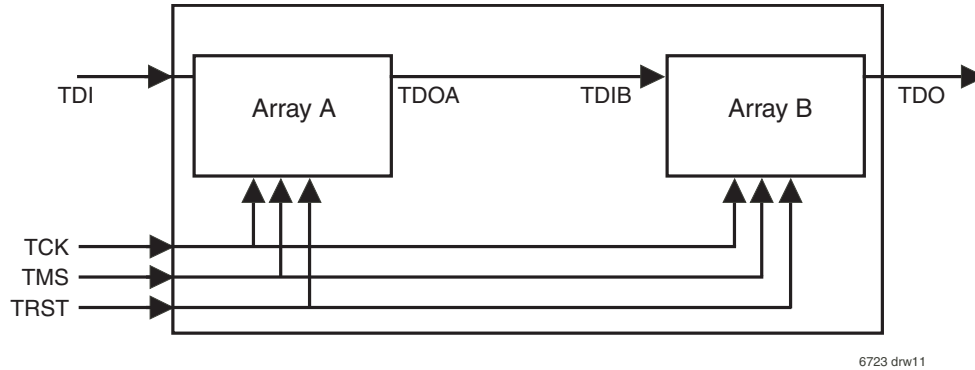 TDI
Array A
TDOA
TDIB
Array B
TDO
TCK
TMS
TRST
6723 drw11